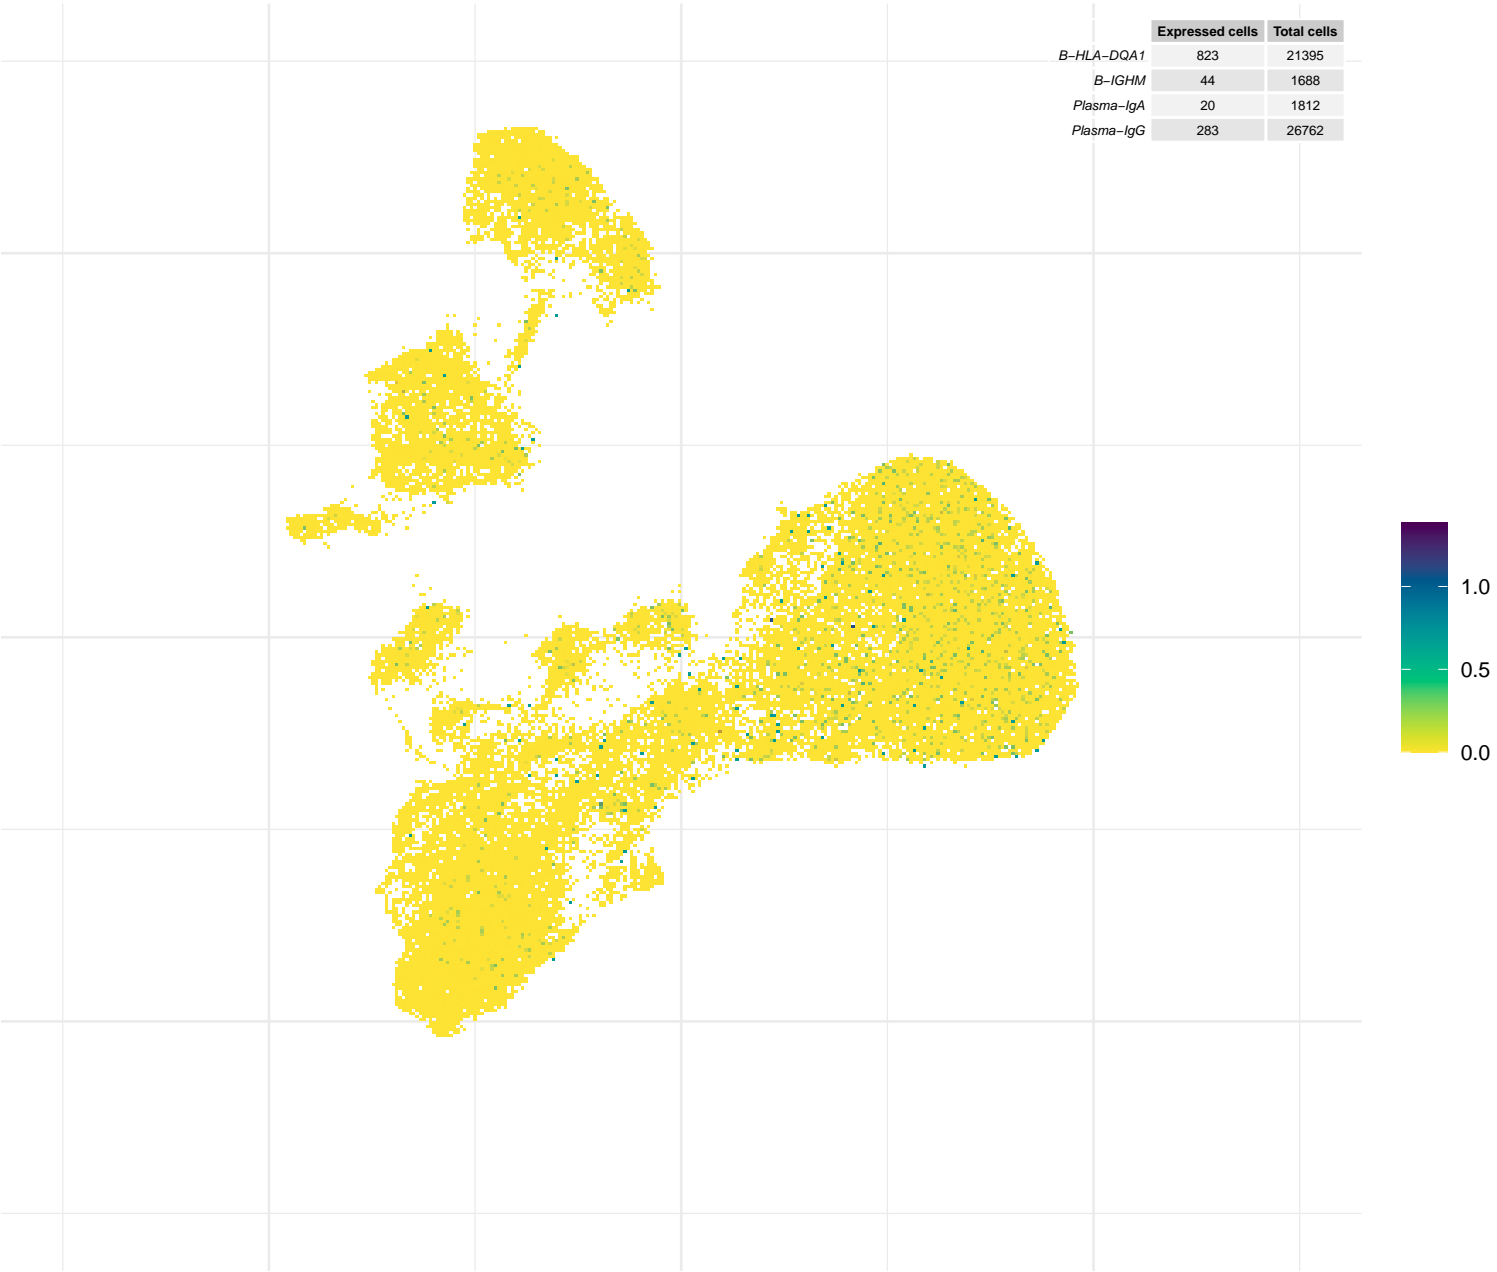 Expressed cells Total cells
B−HLA−DQA1 823 21395
B−IGHM 44 1688
Plasma−IgA 20 1812
Plasma−IgG 283 26762
1.0
0.5
0.0